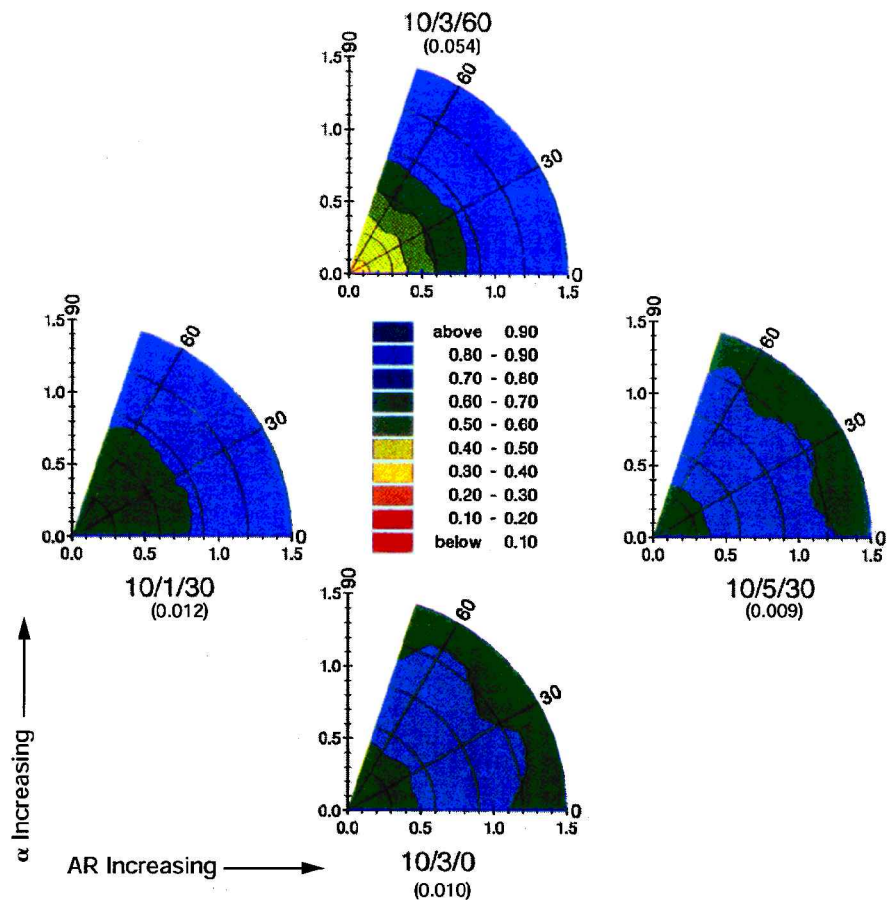 10/3/60
(0.054)
90
60
30
0
1.5
1.0
0.5
0.0
0.0 0.5 1.0 1.5
90
60
30
0
1.5
1.0
0.5
0.0
0.0 0.5 1.0 1.5
10/1/30
(0.012)
above 0.90
0.80 - 0.90
0.70 - 0.80
0.60 - 0.70
0.50 - 0.60
0.40 - 0.50
0.30 - 0.40
0.20 - 0.30
0.10 - 0.20
below 0.10
90
60
30
0
1.5
1.0
0.5
0.0
0.0 0.5 1.0 1.5
10/5/30
(0.009)
90
60
30
0
1.5
1.0
0.5
0.0
0.0 0.5 1.0 1.5
10/3/0
(0.010)
α Increasing
AR Increasing